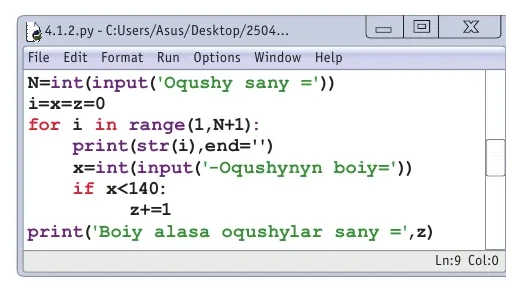 4.1.2.py - C:Users/Asus/Desktop/2504...
File Edit Format Run Options Window Help
N=int(input('Oqushy sany ='))
i=x=z=0
for i in range(1,N+1):
    print(str(i),end='')
    x=int(input('-Oqushynyn boiy='))
    if x<140:
        z+=1
print('Boiy alasa oqushylar sany =',z)
Ln:9 Col:0